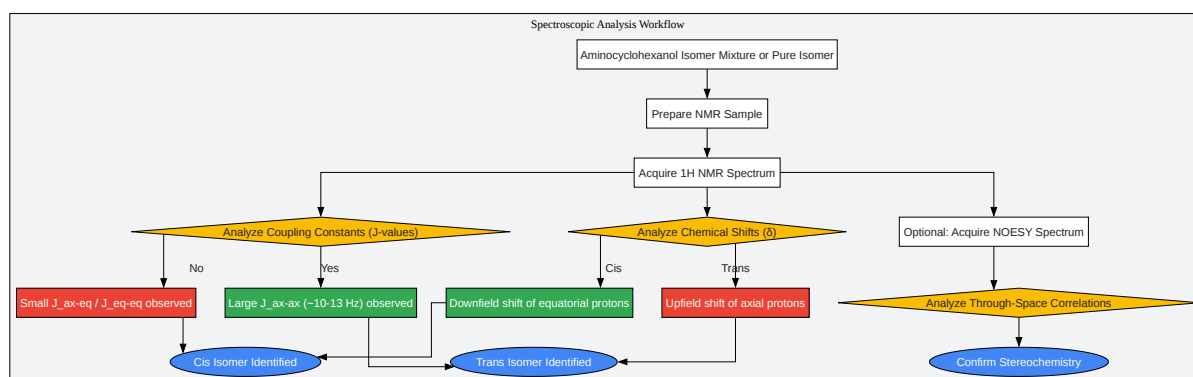 Spectroscopic Analysis Workflow
Aminocyclohexanol Isomer Mixture or Pure Isomer
Prepare NMR Sample
Acquire 1H NMR Spectrum
Analyze Coupling Constants (J-values)
Analyze Chemical Shifts (δ)
Optional: Acquire NOESY Spectrum
No
Yes
Cis
Trans
Small J_ax-eq / J_eq-eq observed
Large J_ax-ax (~10-13 Hz) observed
Downfield shift of equatorial protons
Upfield shift of axial protons
Analyze Through-Space Correlations
Cis Isomer Identified
Trans Isomer Identified
Confirm Stereochemistry